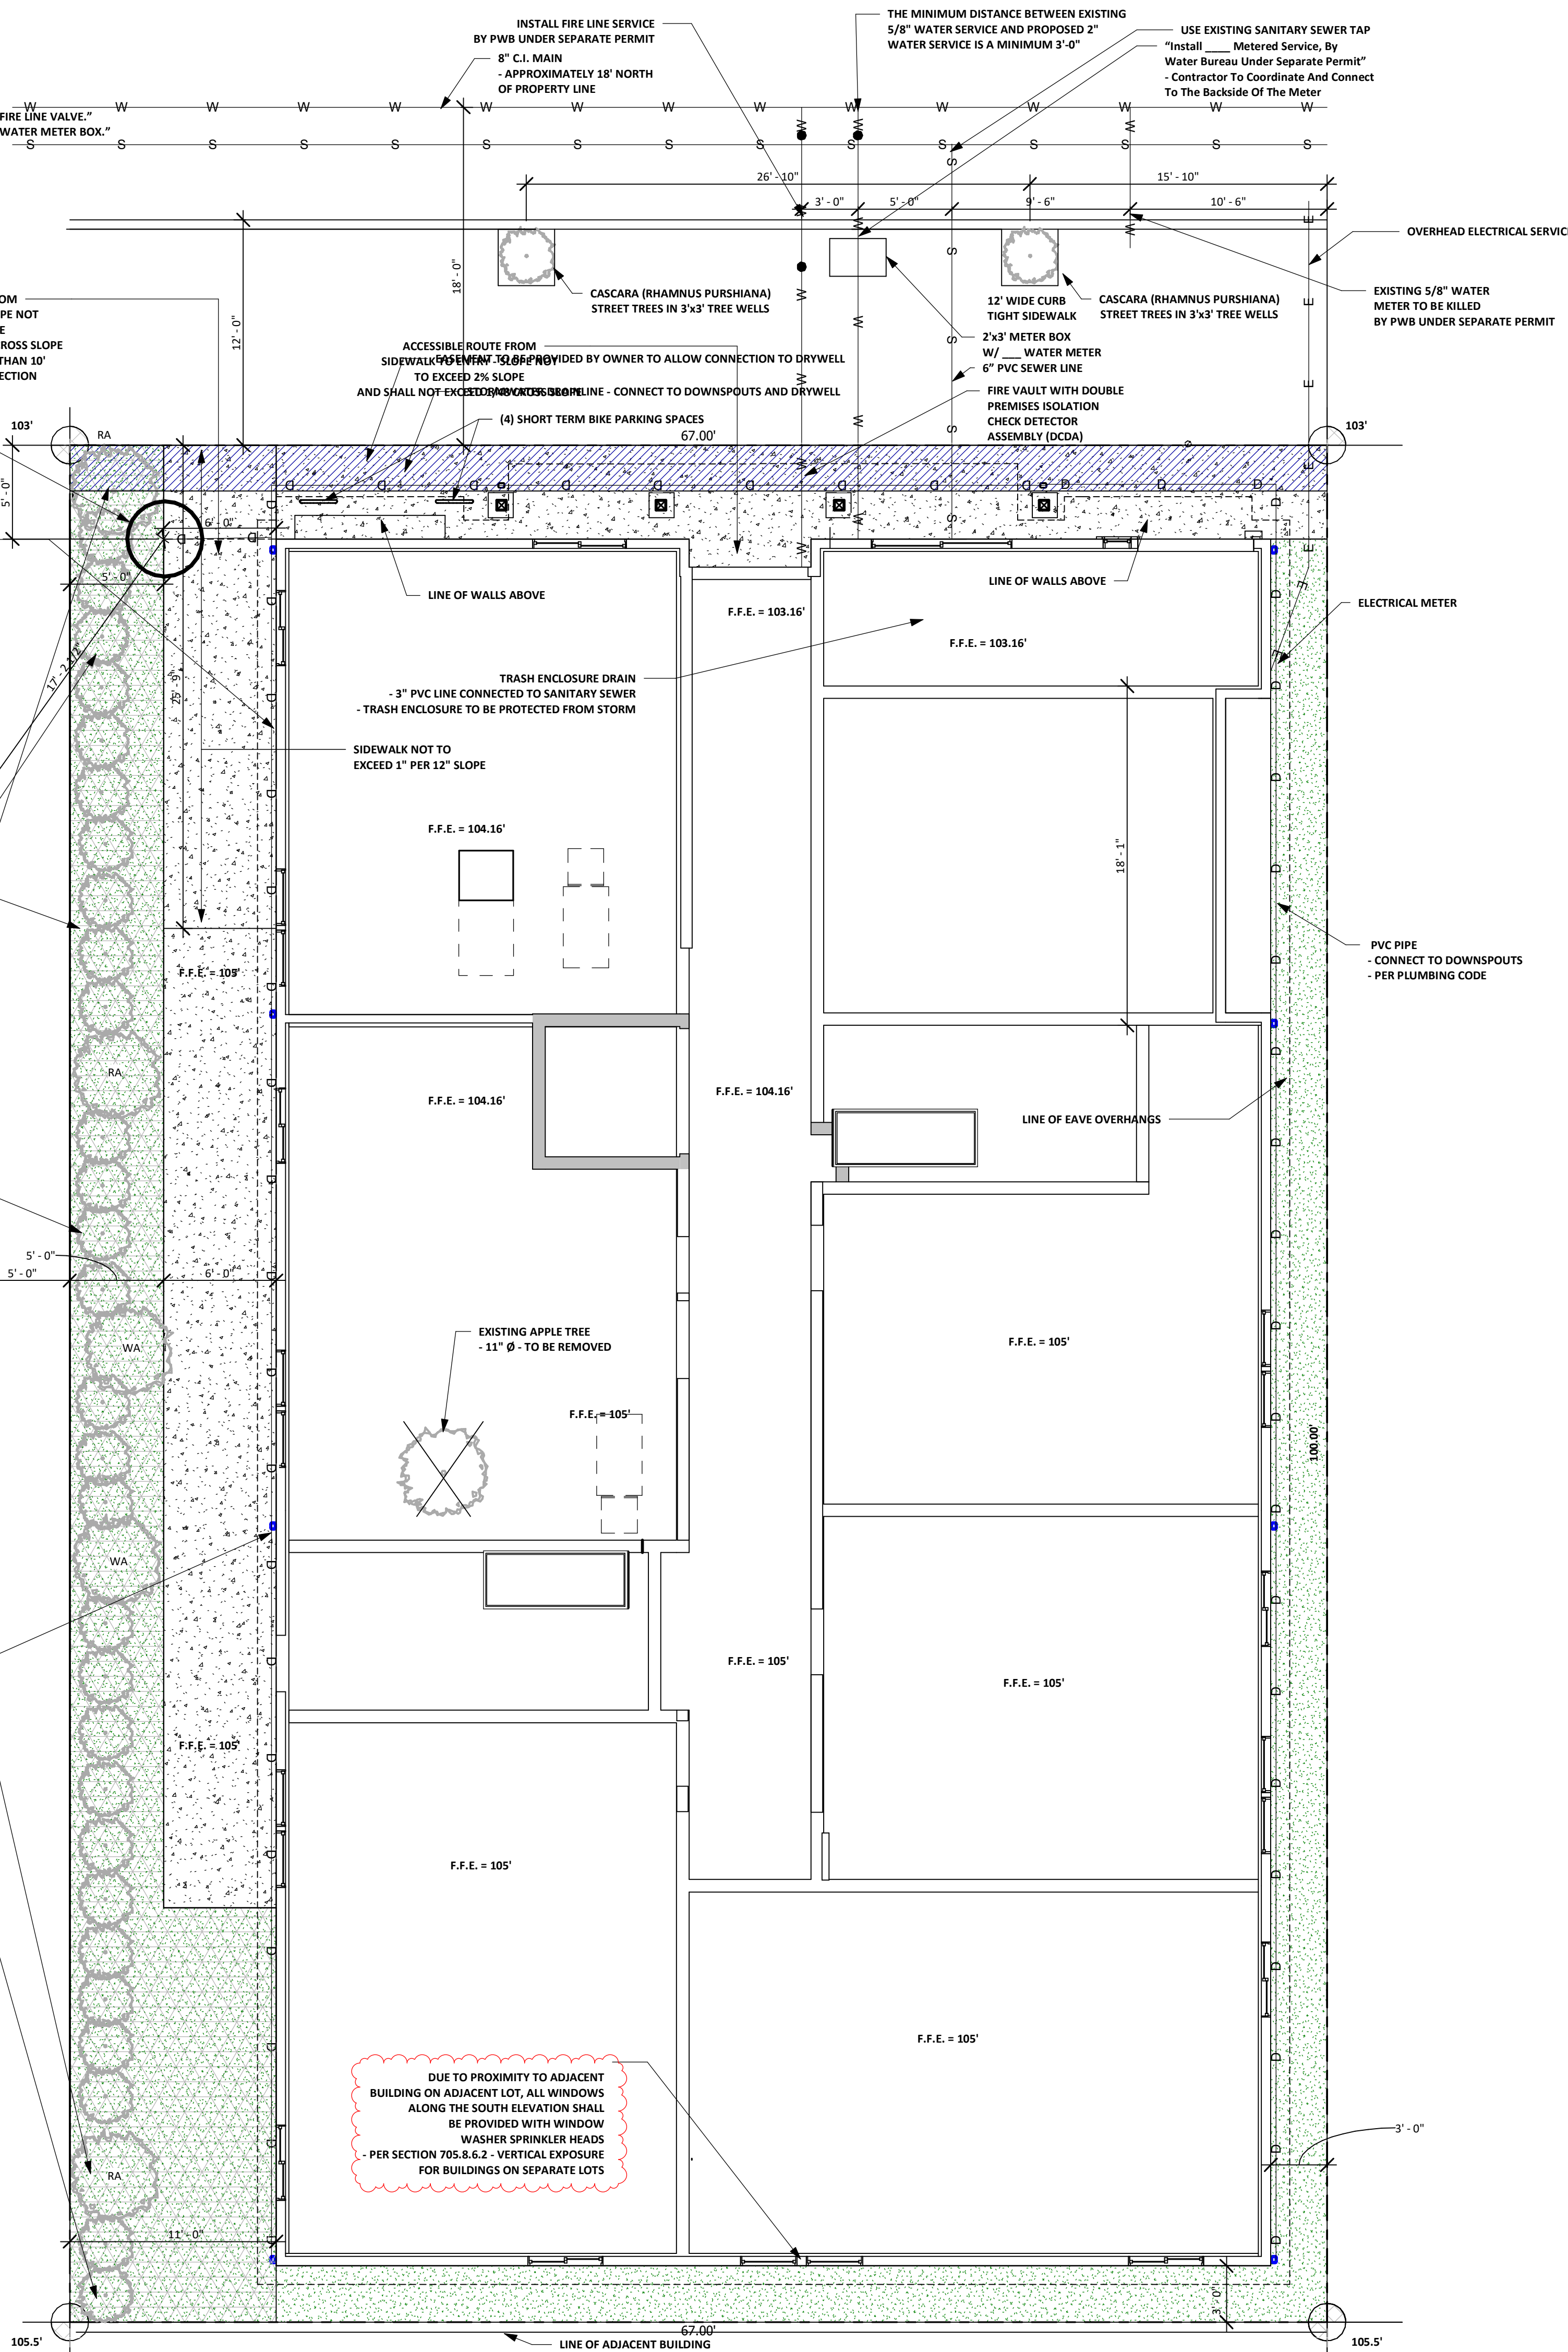 INSTALL FIRE LINE SERVICE
BY PWB UNDER SEPARATE PERMIT
8" C.I. MAIN
- APPROXIMATELY 18' NORTH
OF PROPERTY LINE
THE MINIMUM DISTANCE BETWEEN EXISTING
5/8" WATER SERVICE AND PROPOSED 2"
WATER SERVICE IS A MINIMUM 3'-0"
USE EXISTING SANITARY SEWER TAP
“Install ____ Metered Service, By
Water Bureau Under Separate Permit”
- Contractor To Coordinate And Connect
To The Backside Of The Meter
W W W W W W W W W W W W W W W
FIRE LINE VALVE.”
WATER METER BOX.”
S S S S S S S S S S S S S S S
26' - 10"
15' - 10"
3' - 0"
5' - 0"
9' - 6"
10' - 6"
OVERHEAD ELECTRICAL SERVIC
18' - 0"
12' - 0"
CASCARA (RHAMNUS PURSHIANA)
STREET TREES IN 3'x3' TREE WELLS
12' WIDE CURB
TIGHT SIDEWALK
CASCARA (RHAMNUS PURSHIANA)
STREET TREES IN 3'x3' TREE WELLS
EXISTING 5/8" WATER
METER TO BE KILLED
BY PWB UNDER SEPARATE PERMIT
OM
PE NOT
E
ROSS SLOPE
THAN 10'
ECTION
2'x3' METER BOX
W/ ___ WATER METER
6” PVC SEWER LINE
ACCESSIBLE ROUTE FROM
SIDEWALK TO ENTRY - SLOPE NOT
TO EXCEED 2% SLOPE
AND SHALL NOT EXCEED 1/48 CROSS SLOPE
EASEMENT TO BE PROVIDED BY OWNER TO ALLOW CONNECTION TO DRYWELL
STORMWATER DRAINLINE - CONNECT TO DOWNSPOUTS AND DRYWELL
(4) SHORT TERM BIKE PARKING SPACES
FIRE VAULT WITH DOUBLE
PREMISES ISOLATION
CHECK DETECTOR
ASSEMBLY (DCDA)
103'
RA
67.00'
103'
5' - 0"
6' - 0"
5' - 0"
LINE OF WALLS ABOVE
LINE OF WALLS ABOVE
ELECTRICAL METER
F.F.E. = 103.16'
F.F.E. = 103.16'
17' - 2 1/2"
25' - 9"
TRASH ENCLOSURE DRAIN
- 3" PVC LINE CONNECTED TO SANITARY SEWER
- TRASH ENCLOSURE TO BE PROTECTED FROM STORM
SIDEWALK NOT TO
EXCEED 1" PER 12" SLOPE
F.F.E. = 104.16'
18' - 1"
PVC PIPE
- CONNECT TO DOWNSPOUTS
- PER PLUMBING CODE
F.F.E. = 105'
RA
F.F.E. = 104.16'
F.F.E. = 104.16'
LINE OF EAVE OVERHANGS
5' - 0"
5' - 0"
6' - 0"
WA
EXISTING APPLE TREE
- 11" Ø - TO BE REMOVED
F.F.E. = 105'
F.F.E. = 105'
100.00'
WA
F.F.E. = 105'
F.F.E. = 105'
F.F.E. = 105'
F.F.E. = 105'
F.F.E. = 105'
DUE TO PROXIMITY TO ADJACENT
BUILDING ON ADJACENT LOT, ALL WINDOWS
ALONG THE SOUTH ELEVATION SHALL
BE PROVIDED WITH WINDOW
WASHER SPRINKLER HEADS
- PER SECTION 705.8.6.2 - VERTICAL EXPOSURE
FOR BUILDINGS ON SEPARATE LOTS
3' - 0"
RA
11' - 0"
3' - 0"
67.00'
105.5'
LINE OF ADJACENT BUILDING
105.5'